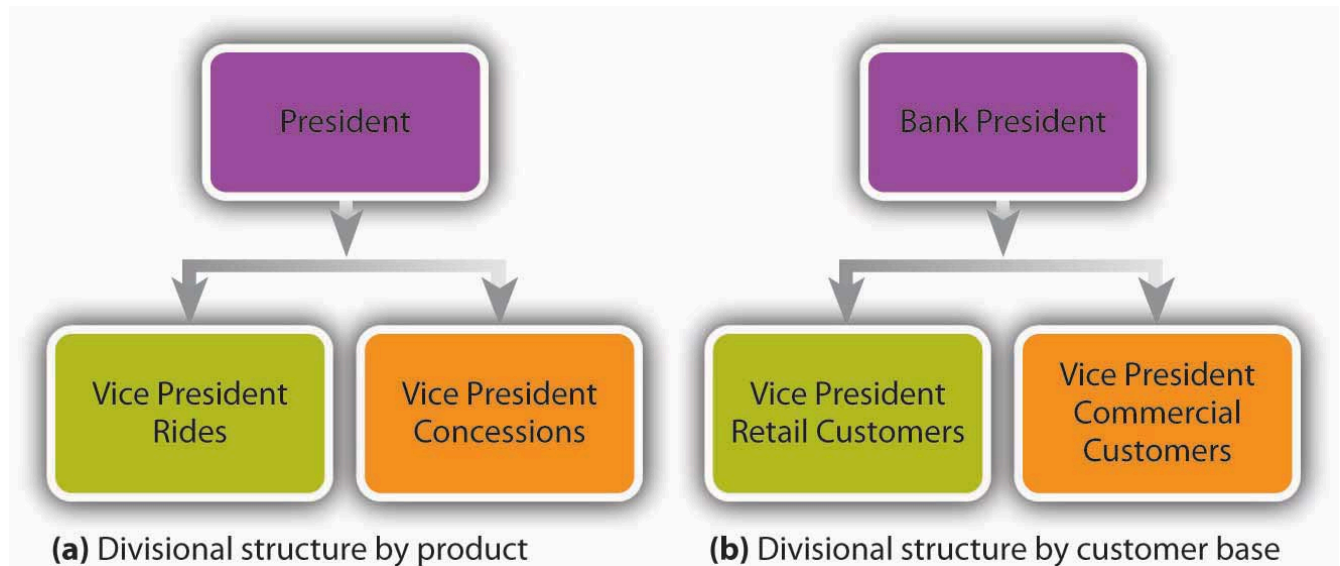 President
Vice President
Rides
Vice President
Concessions
(a) Divisional structure by product
Bank President
Vice President
Retail Customers
Vice President
Commercial
Customers
(b) Divisional structure by customer base